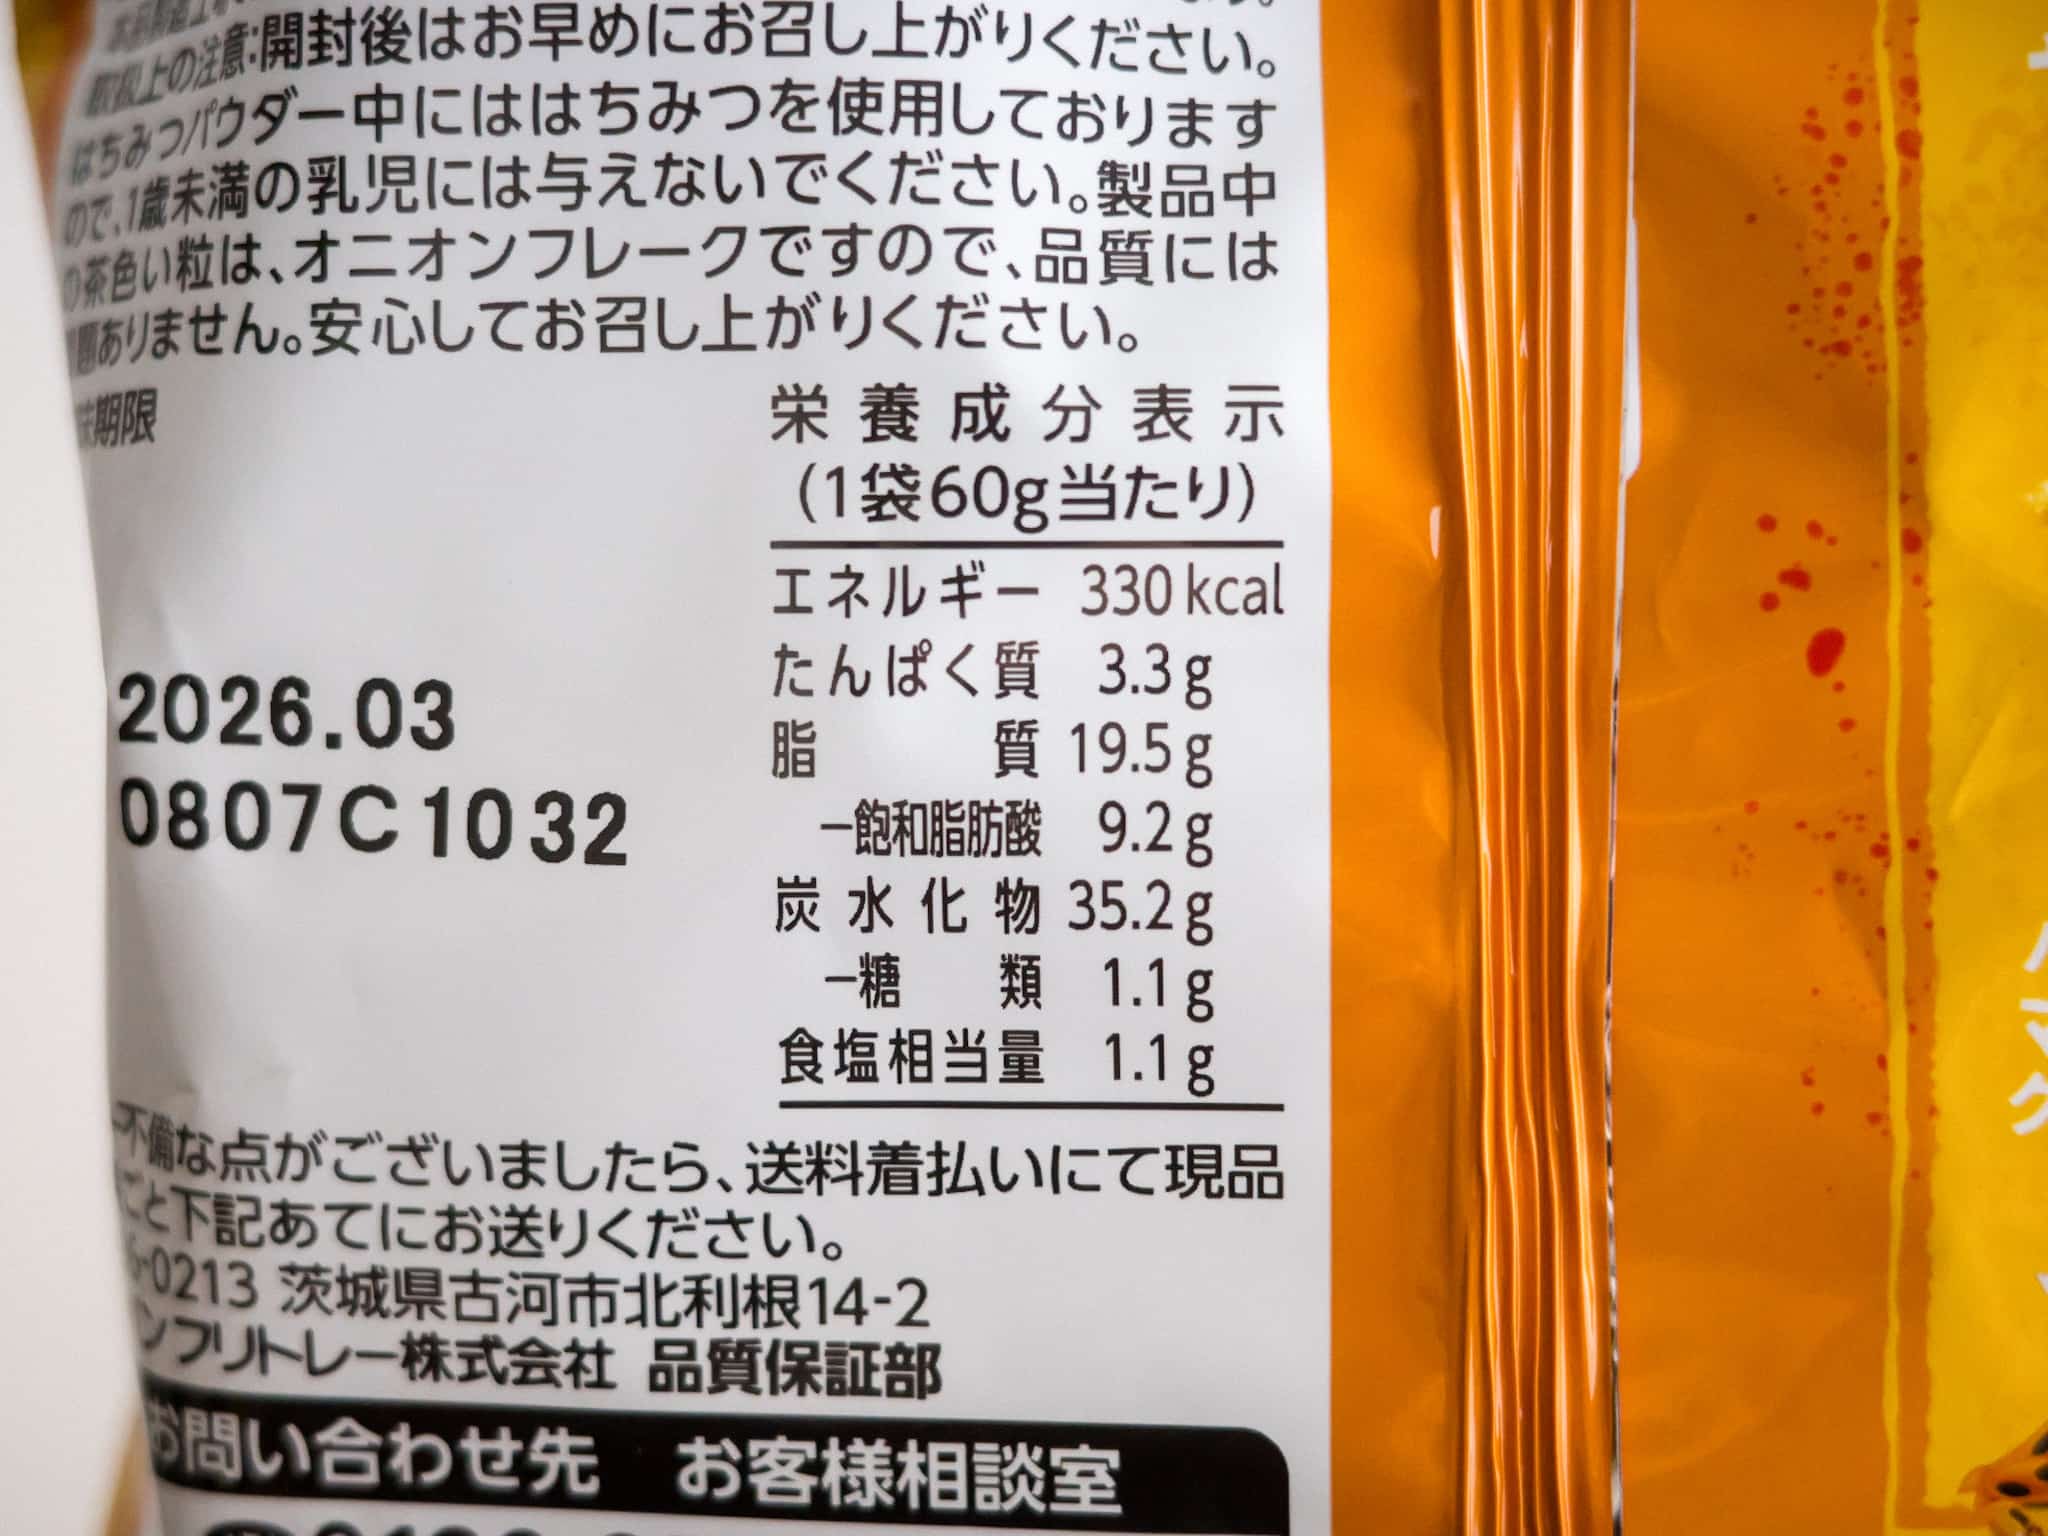 取扱上の注意:開封後はお早めにお召し上がりください。
はちみつパウダー中にははちみつを使用しております
ので、1歳未満の乳児には与えないでください。製品中
の茶色い粒は、オニオンフレークですので、品質には
題ありません。安心してお召し上がりください。
味期限
栄養成分表示
(1袋60g当たり)
エネルギー 330kcal
たんぱく質 3.3g
2026.03
脂質 19.5g
0807C1032
−飽和脂肪酸 9.2g
炭水化物 35.2g
−糖類 1.1g
食塩相当量 1.1g
一不備な点がございましたら、送料着払いにて現品
ごと下記あてにお送りください。
6-0213 茨城県古河市北利根14-2
ンフリトレー株式会社 品質保証部
お問い合わせ先 お客様相談室